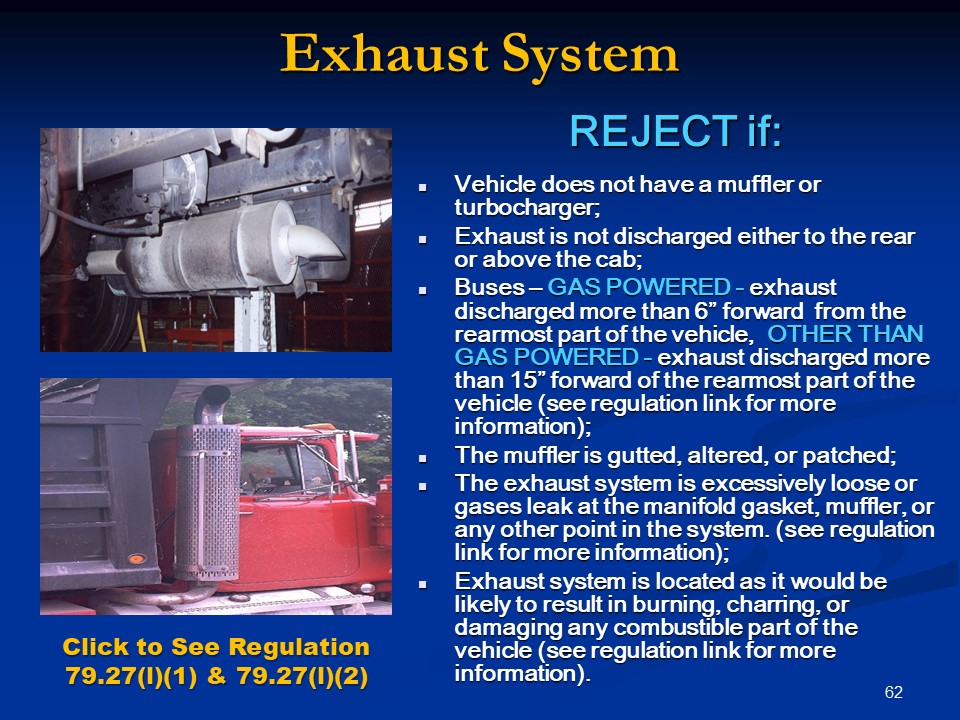 Exhaust System
REJECT if:
Vehicle does not have a muffler or
turbocharger;
Exhaust is not discharged either to the rear
or above the cab;
Buses – GAS POWERED - exhaust
discharged more than 6” forward from the
rearmost part of the vehicle, OTHER THAN
GAS POWERED - exhaust discharged more
than 15” forward of the rearmost part of the
vehicle (see regulation link for more
information);
The muffler is gutted, altered, or patched;
The exhaust system is excessively loose or
gases leak at the manifold gasket, muffler, or
any other point in the system. (see regulation
link for more information);
Exhaust system is located as it would be
likely to result in burning, charring, or
damaging any combustible part of the
vehicle (see regulation link for more
information).
Click to See Regulation
79.27(l)(1) & 79.27(l)(2)
62